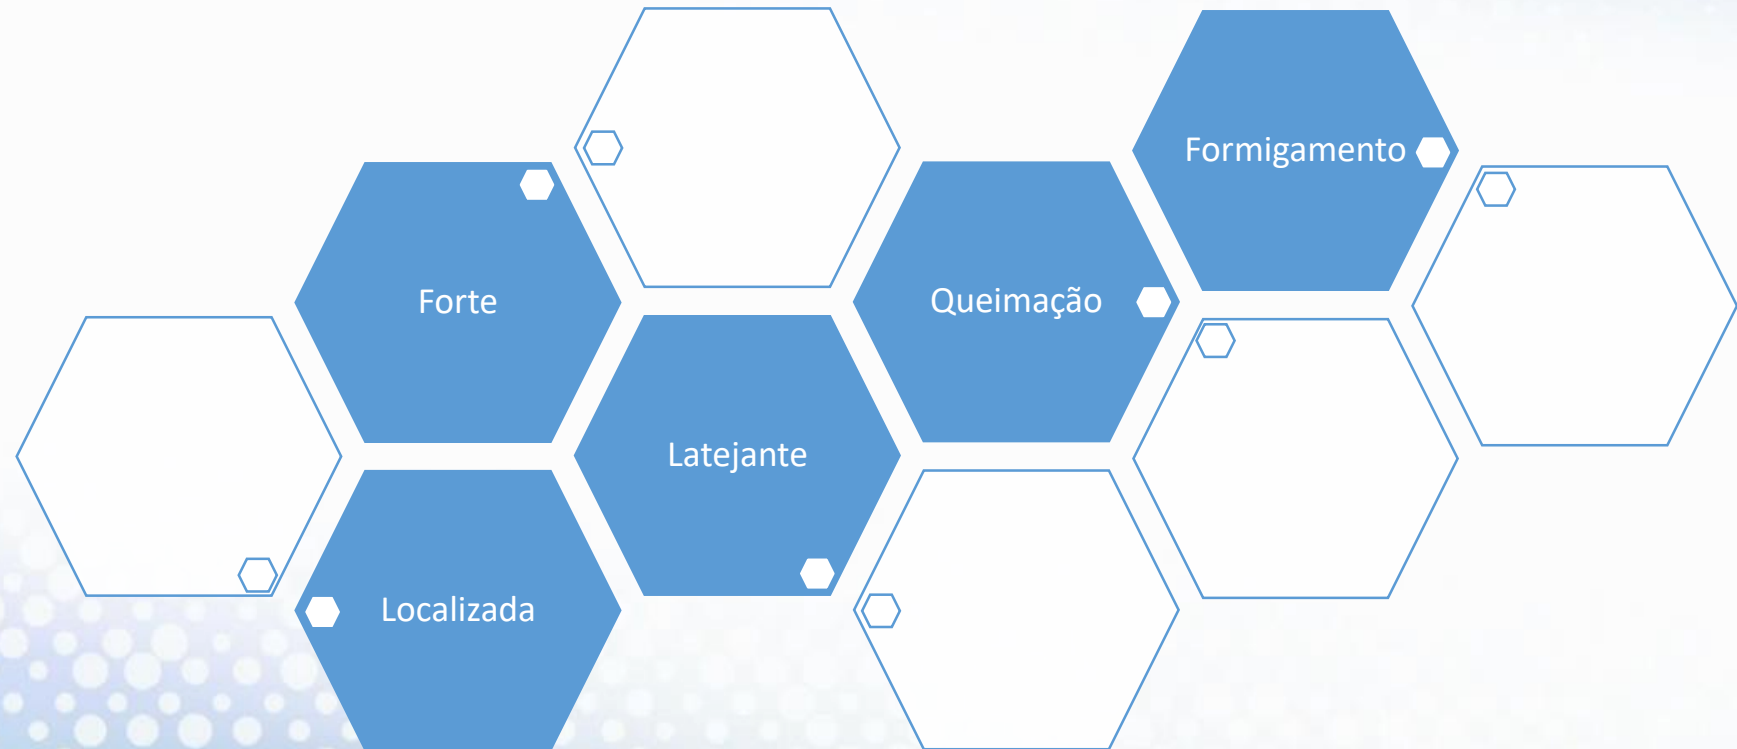 Formigamento
Forte
Queimação
Latejante
Localizada